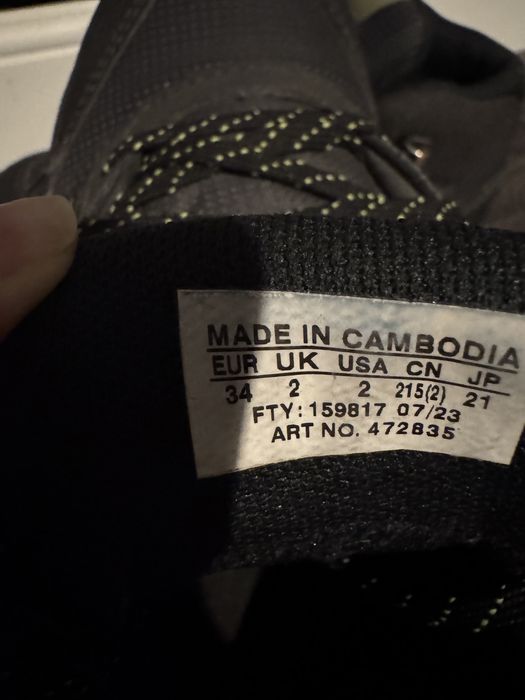 MADE IN CAMBODIA
EUR UK USA CN JP
34 2 2 215(2) 21
FTY: 159817 07/23
ART NO. 472835